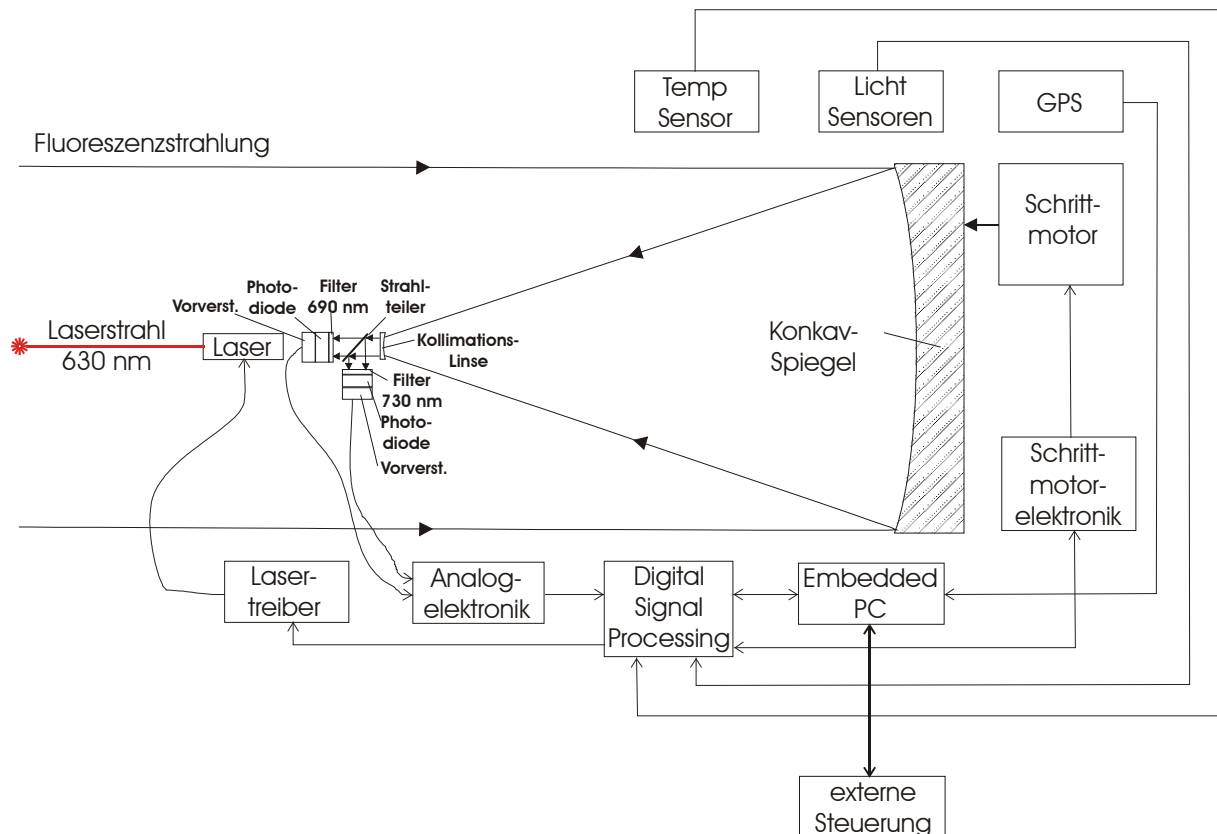 Temp
Sensor
Licht
Sensoren
GPS
Fluoreszenzstrahlung
Schritt-
motor
Photo-
diode
Filter
690 nm
Strahl-
teiler
Vorverst.
Laserstrahl
630 nm
Laser
Kollimations-
Linse
Konkav-
Spiegel
Filter
730 nm
Photo-
diode
Vorverst.
Schritt-
motor-
elektronik
Laser-
treiber
Analog-
elektronik
Digital
Signal
Processing
Embedded
PC
externe
Steuerung